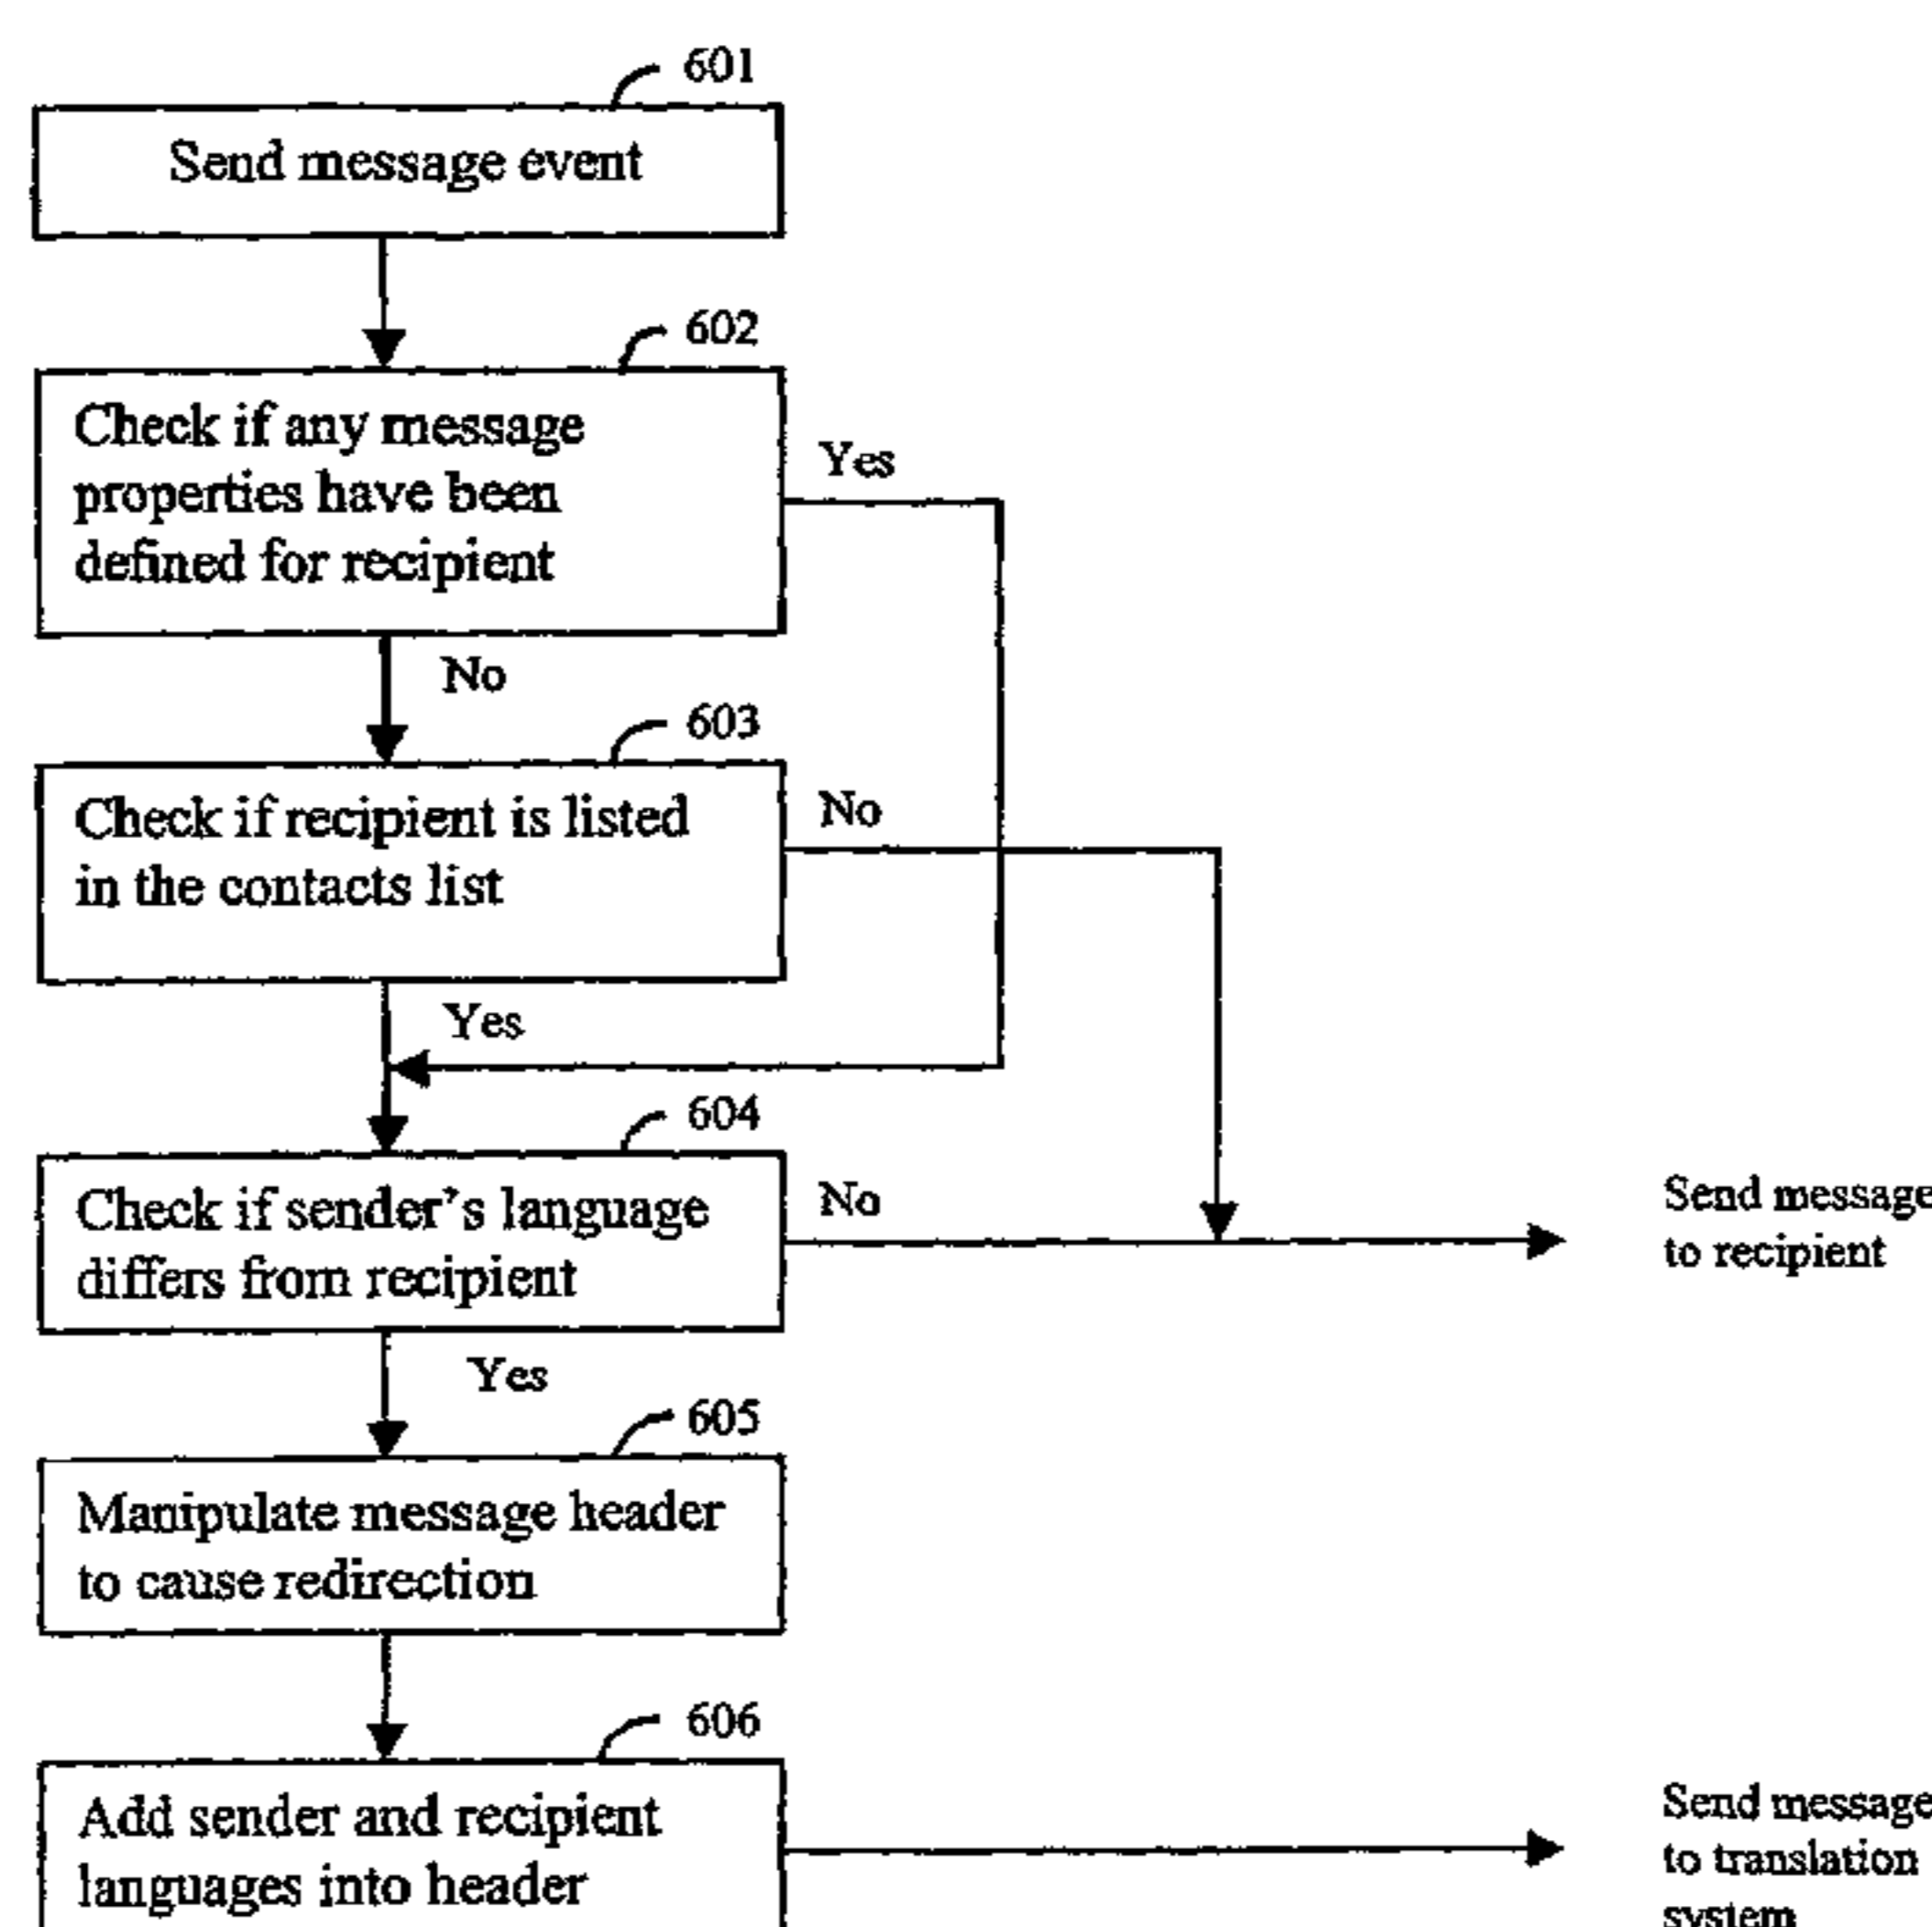 601
Send message event
602
Check if any message
properties have been
defined for recipient
Yes
No
603
Check if recipient is listed
in the contacts list
No
Yes
604
Check if sender's language
differs from recipient
No
Send message
to recipient
Yes
605
Manipulate message header
to cause redirection
606
Add sender and recipient
languages into header
Send message
to translation
system